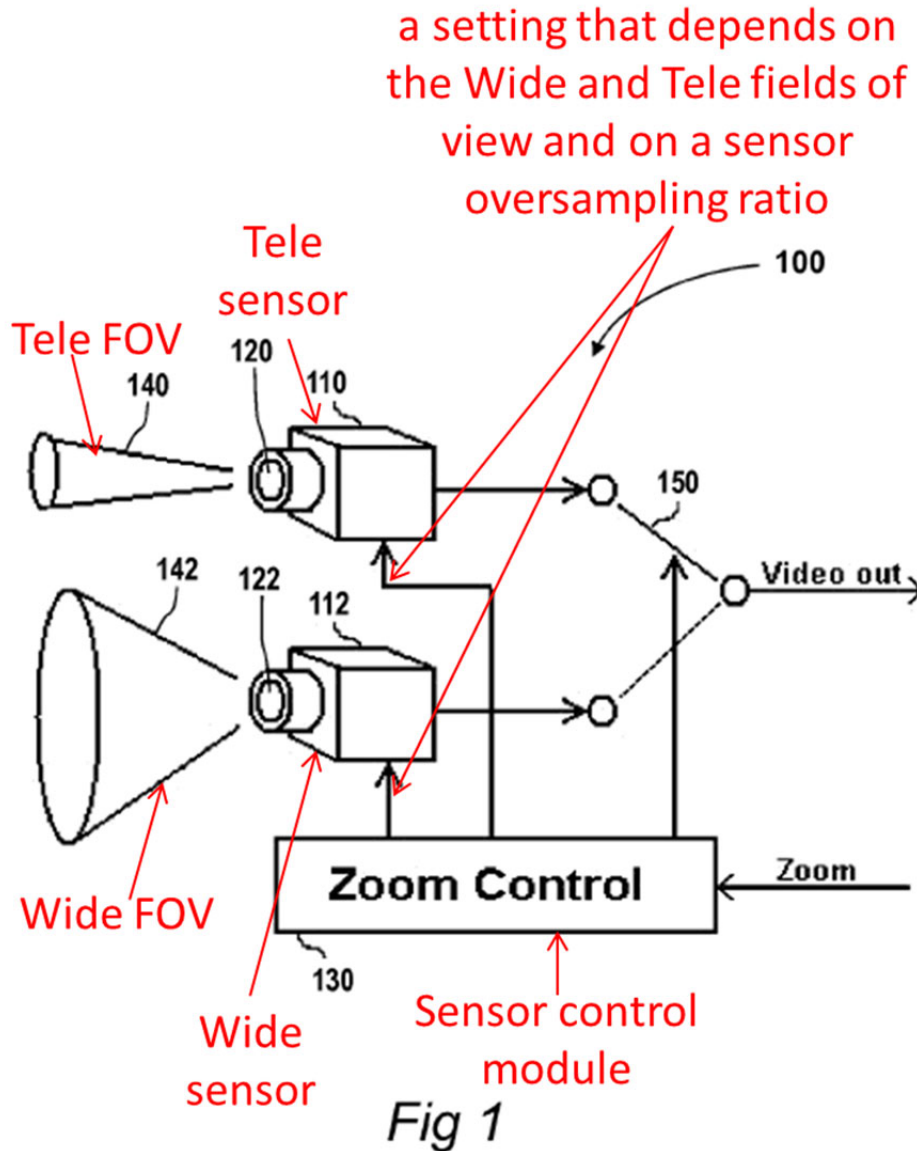 a setting that depends on
the Wide and Tele fields of
view and on a sensor
oversampling ratio
Tele
sensor
100
Tele FOV
120
110
140
150
142
122
112
Video out
Zoom Control
Zoom
Wide FOV
130
Wide
sensor
Sensor control
module
Fig 1